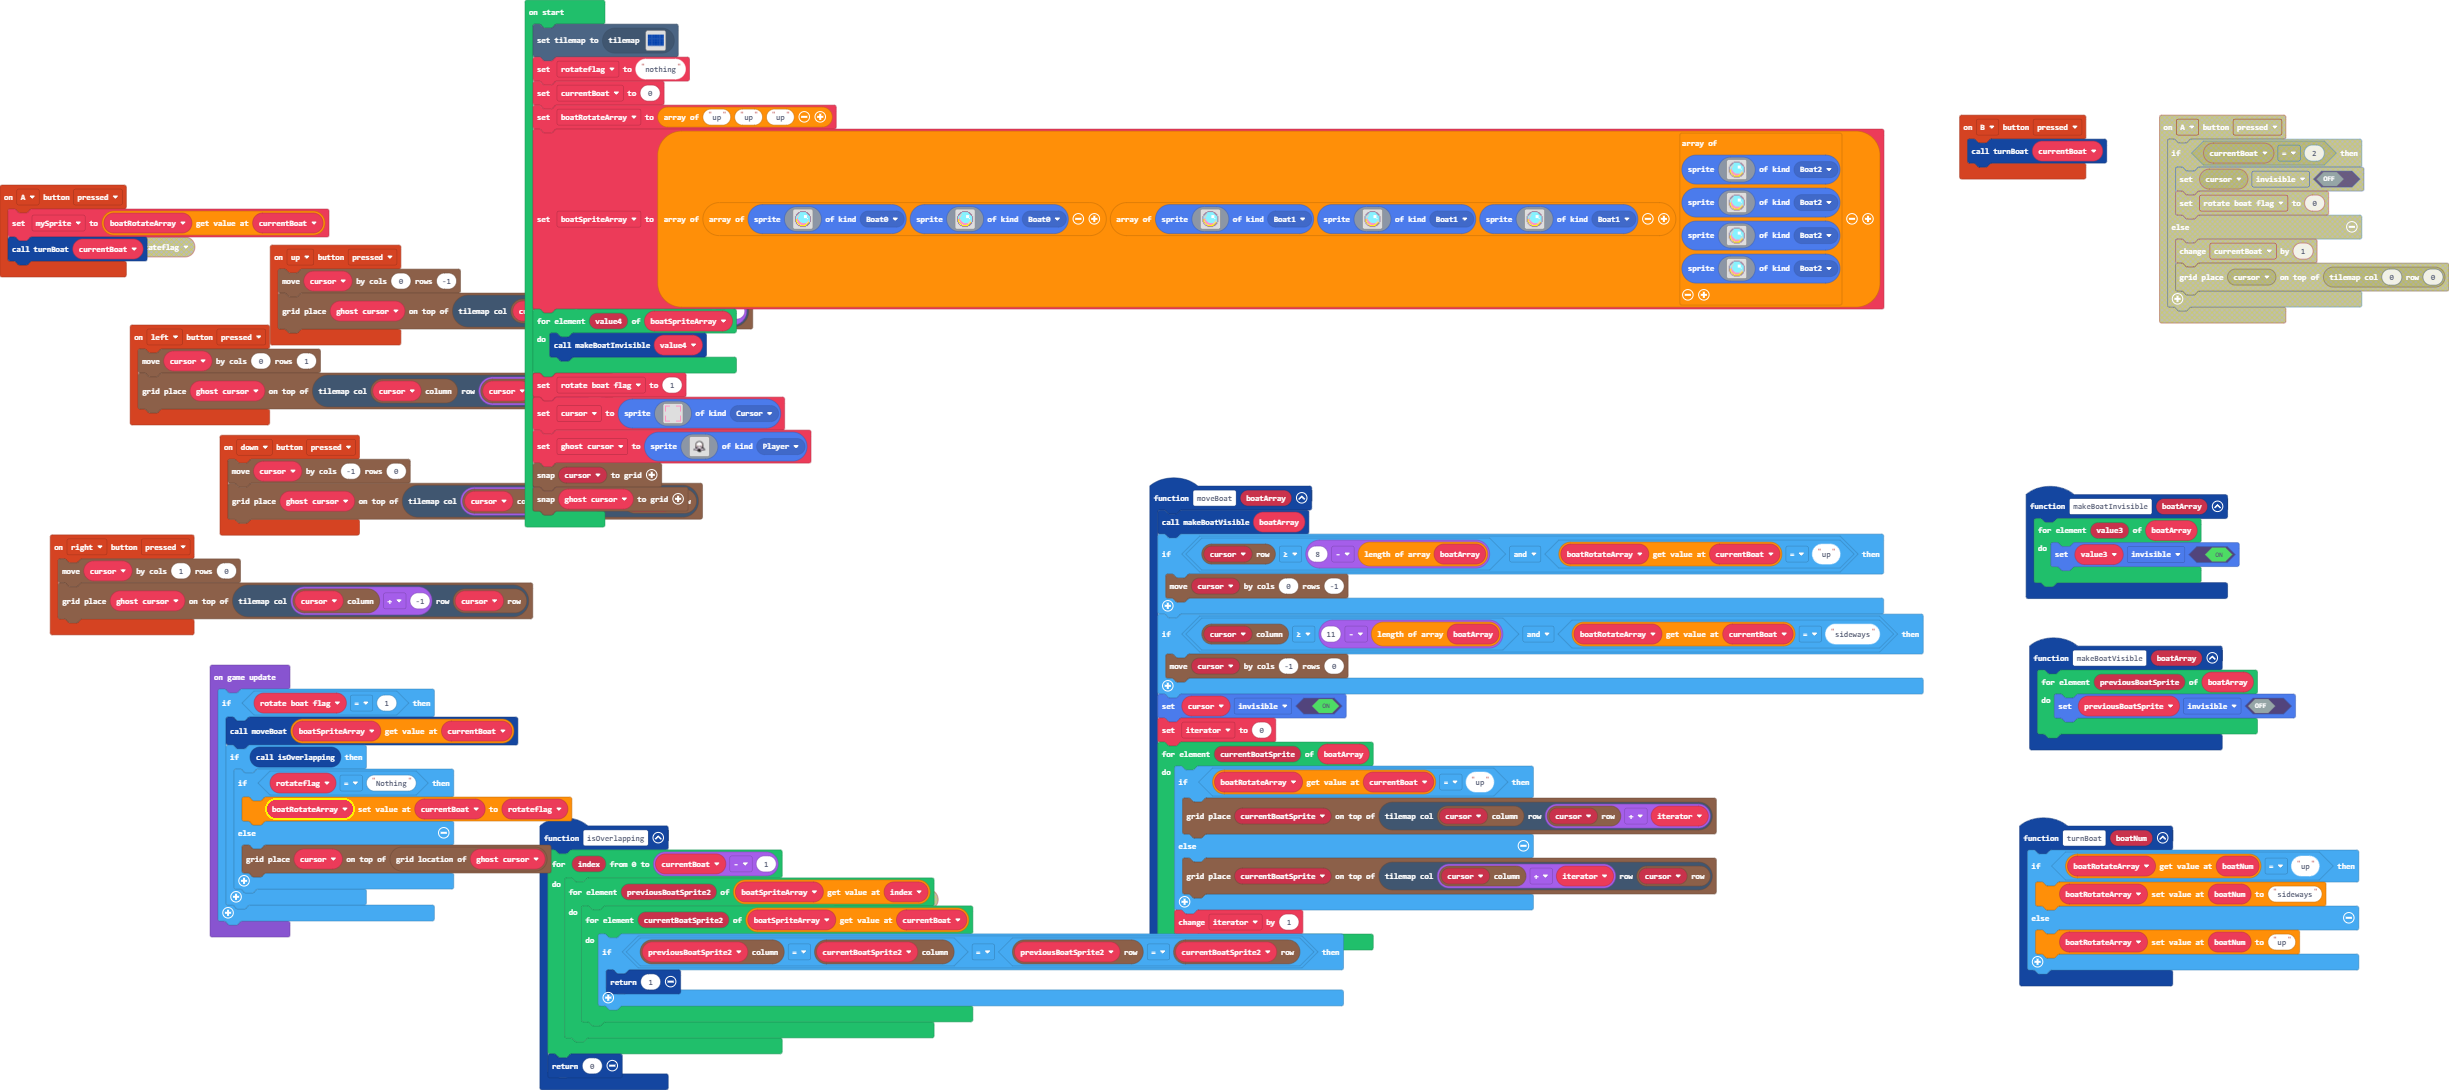 on start
set tilemap to tilemap
set rotateflag to "nothing"
set currentBoat to 0
set boatRotateArray to array of "up" "up" "up"
set boatSpriteArray to array of array of sprite of kind Boat0 sprite of kind Boat0 array of sprite of kind Boat1 sprite of kind Boat1 sprite of kind Boat1 array of
sprite of kind Boat2
sprite of kind Boat2
sprite of kind Boat2
sprite of kind Boat2
for element value4 of boatSpriteArray
do call makeBoatInvisible value4
set rotate boat flag to 1
set cursor to sprite of kind Cursor
set ghost cursor to sprite of kind Player
snap cursor to grid
snap ghost cursor to grid
on A button pressed
set mySprite to boatRotateArray get value at currentBoat
call turnBoat currentBoat ateflag
on up button pressed
move cursor by cols 0 rows -1
grid place ghost cursor on top of tilemap col
on left button pressed
move cursor by cols 0 rows 1
grid place ghost cursor on top of tilemap col cursor column row cursor
on down button pressed
move cursor by cols -1 rows 0
grid place ghost cursor on top of tilemap col cursor co
on right button pressed
move cursor by cols 1 rows 0
grid place ghost cursor on top of tilemap col cursor column + -1 row cursor row
on game update
if rotate boat flag = 1 then
call moveBoat boatSpriteArray get value at currentBoat
if call isOverlapping then
if rotateflag = "Nothing" then
boatRotateArray set value at currentBoat to rotateflag
else
grid place cursor on top of grid location of ghost cursor
function isOverlapping
for index from 0 to currentBoat - 1
do for element previousBoatSprite2 of boatSpriteArray get value at index
do for element currentBoatSprite2 of boatSpriteArray get value at currentBoat
do if previousBoatSprite2 column = currentBoatSprite2 column = previousBoatSprite2 row = currentBoatSprite2 row then
return 1
return 0
function moveBoat boatArray
call makeBoatVisible boatArray
if cursor row ≥ 8 - length of array boatArray and boatRotateArray get value at currentBoat = "up" then
move cursor by cols 0 rows -1
if cursor column ≥ 11 - length of array boatArray and boatRotateArray get value at currentBoat = "sideways" then
move cursor by cols -1 rows 0
set cursor invisible ON
set iterator to 0
for element currentBoatSprite of boatArray
do if boatRotateArray get value at currentBoat = "up" then
grid place currentBoatSprite on top of tilemap col cursor column row cursor row + iterator
else
grid place currentBoatSprite on top of tilemap col cursor column + iterator row cursor row
change iterator by 1
on B button pressed
call turnBoat currentBoat
on A button pressed
if currentBoat = 2 then
set cursor invisible OFF
set rotate boat flag to 0
else
change currentBoat by 1
grid place cursor on top of tilemap col 0 row 0
function makeBoatInvisible boatArray
for element value3 of boatArray
do set value3 invisible ON
function makeBoatVisible boatArray
for element previousBoatSprite of boatArray
do set previousBoatSprite invisible OFF
function turnBoat boatNum
if boatRotateArray get value at boatNum = "up" then
boatRotateArray set value at boatNum to "sideways"
else
boatRotateArray set value at boatNum to "up"